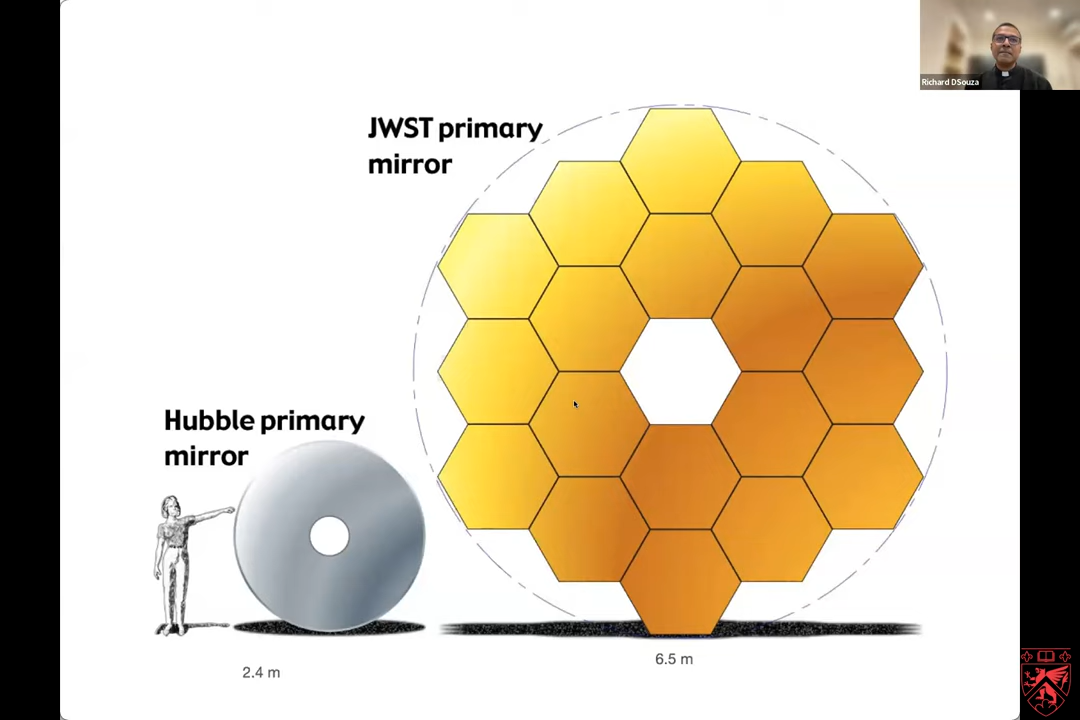 Richard DSouza
JWST primary
mirror
Hubble primary
mirror
2.4 m
6.5 m